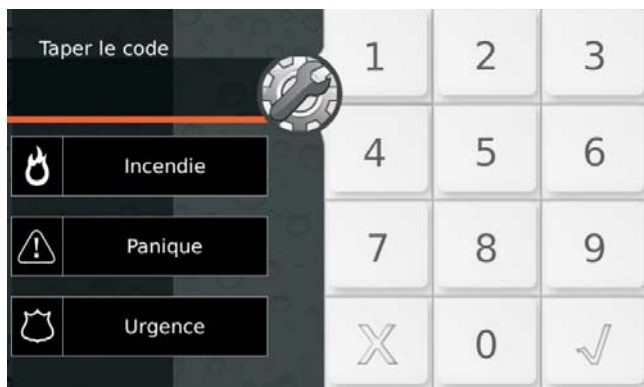 Taper le code
Incendie
Panique
Urgence
1 2 3
4 5 6
7 8 9
X 0 √